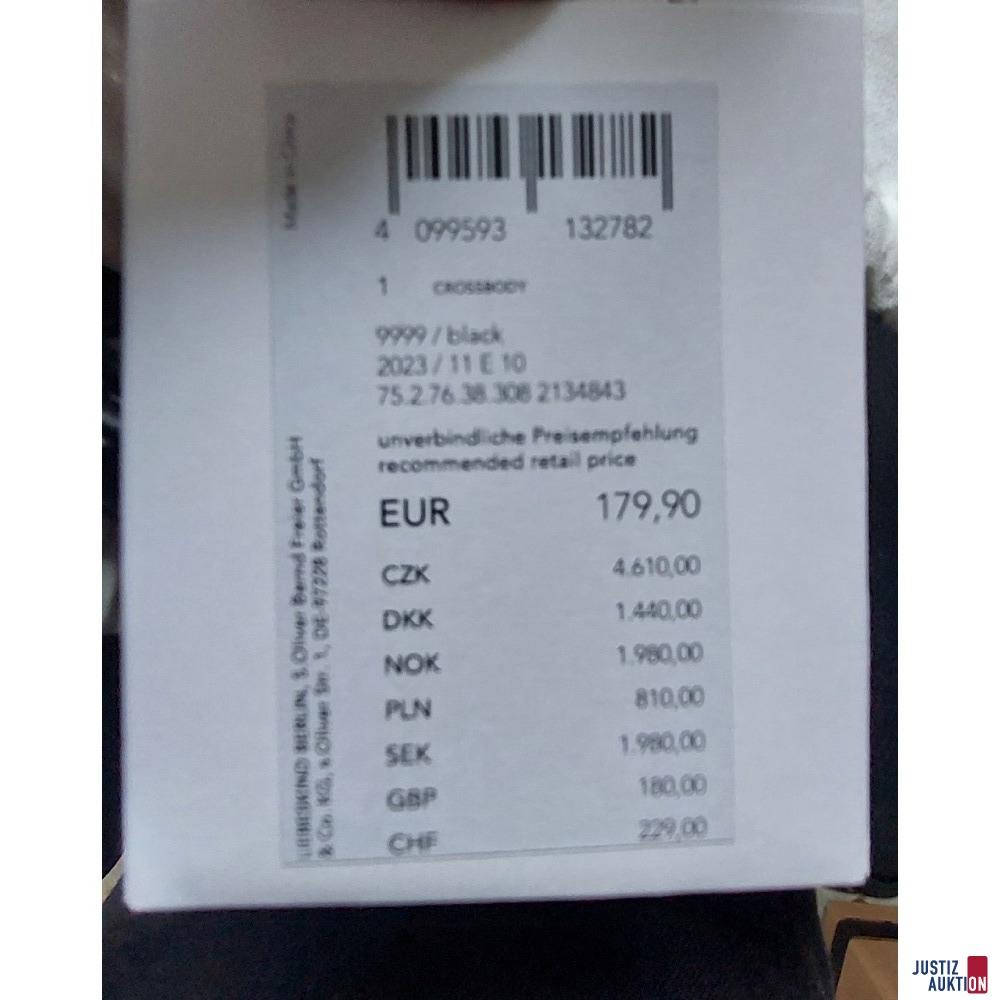 Made in China
4 099593 132782
1 CROSSBODY
9999 / black
2023 / 11 E 10
75.2.76.38.308 2134843
unverbindliche Preisempfehlung
recommended retail price
EUR 179,90
CZK 4.610,00
DKK 1.440,00
NOK 1.980,00
PLN 810,00
SEK 1.980,00
GBP 180,00
CHF 229,00
LIEBESKIND BERLIN, S.Oliver Bernd Freier GmbH
& Co. KG, s.Oliver Str. 1, DE-97228 Rottendorf
JUSTIZ
AUKTION